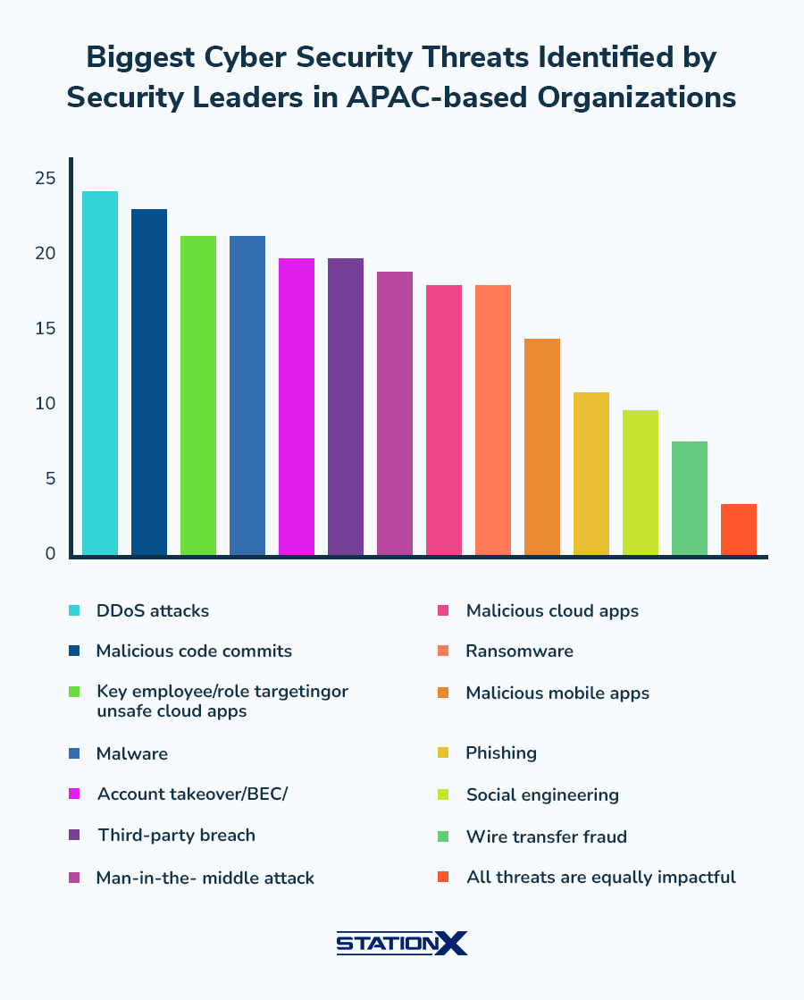 Biggest Cyber Security Threats Identified by
Security Leaders in APAC-based Organizations
25
20
15
10
5
0
DDoS attacks
Malicious code commits
Key employee/role targetingor
unsafe cloud apps
Malware
Account takeover/BEC/
Third-party breach
Man-in-the- middle attack
Malicious cloud apps
Ransomware
Malicious mobile apps
Phishing
Social engineering
Wire transfer fraud
All threats are equally impactful
STATIONX